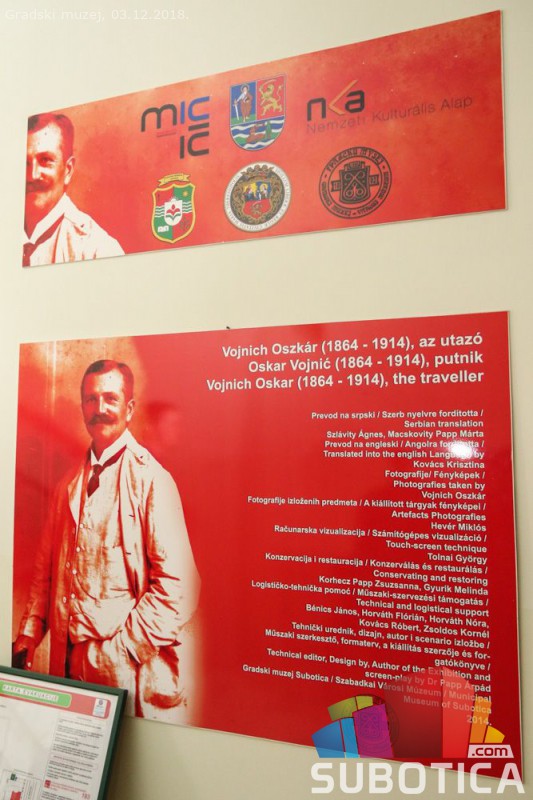 Gradski muzej, 03.12.2018.
MIC
IČ
nka
Nemzeti Kulturális Alap
Vojnich Oszkár (1864 - 1914), az utazó
Oskar Vojnić (1864 - 1914), putnik
Vojnich Oskar (1864 - 1914), the traveller
Prevod na srpski / Szerb nyelvre fordította /
Serbian translation
Szlávity Ágnes, Macskovity Papp Márta
Prevod na engleski / Angolra fordította /
Translated into the english Language by
Kovács Krisztina
Fotografije/ Fényképek /
Photografies taken by
Vojnich Oszkár
Fotografije izloženih predmeta / A kiállított tárgyak fényképei /
Artefacts Photografies
Hevér Miklós
Računarska vizualizacija / Számítógépes vizualizáció /
Touch-screen technique
Tolnai György
Konzervacija i restauracija / Konzerválás és restaurálás /
Conservating and restoring
Korhecz Papp Zsuzsanna, Gyurik Melinda
Logističko-tehnička pomoć / Műszaki-szervezési támogatás /
Technical and logistical support
Bénics János, Horváth Flórián, Horváth Nóra,
Kovács Róbert, Zsoldos Kornél
Tehnički urednik, dizajn, autor i scenario izložbe /
Műszaki szerkesztő, formaterv, a kiállítás szerzője és for-
gatókönyve /
Technical editor, Design by, Author of the Exhibition and
screen-play by Dr Papp Árpád
Gradski muzej Subotica / Szabadkai Városi Múzeum / Municipal
Museum of Subotica
2014.
.com
SUBOTICA